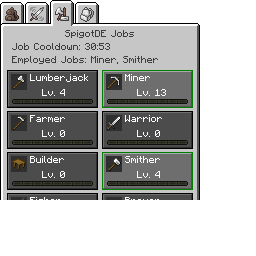 SpigotDE Jobs
Job Cooldown: 30:53
Employed Jobs: Miner, Smither
Lumberjack
Lv. 4
Miner
Lv. 13
Farmer
Lv. 0
Warrior
Lv. 0
Builder
Lv. 0
Smither
Lv. 4